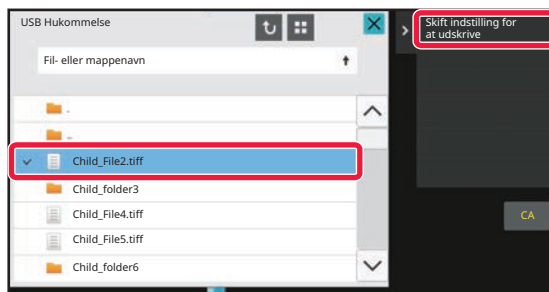 USB Hukommelse
Skift indstilling for
at udskrive
Fil- eller mappenavn
.
..
Child_File2.tiff
Child_folder3
Child_File4.tiff
Child_File5.tiff
Child_folder6
CA